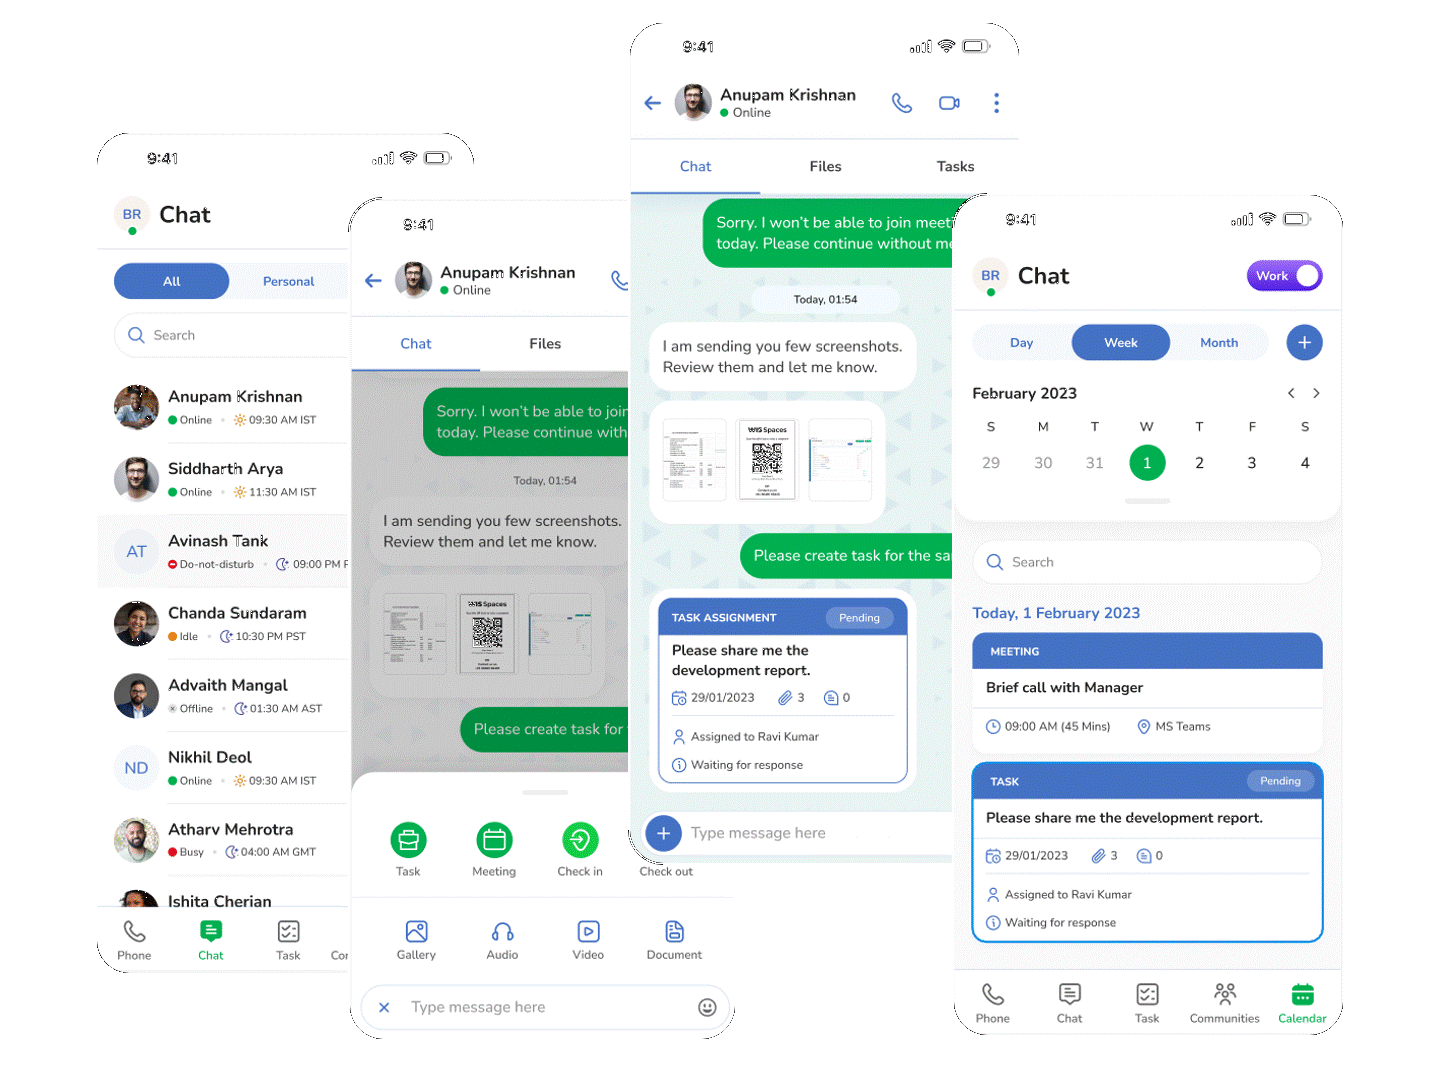 9:41
BR
Chat
All
Personal
Search
Anupam Krishnan
Online
09:30 AM IST
Siddharth Arya
Online
11:30 AM IST
AT
Avinash Tank
Do-not-disturb
09:00 PM
Chanda Sundaram
Idle
10:30 PM PST
Advaith Mangal
Offline
01:30 AM AST
ND
Nikhil Deol
Online
09:30 AM IST
Atharv Mehrotra
Busy
04:00 AM GMT
Ishita Cherian
Phone
Chat
Task
9:41
Anupam Krishnan
Online
Chat
Files
Sorry. I won't be able to join
today. Please continue with
Today, 01:54
I am sending you few screenshots.
Review them and let me know.
Spaces
Please create task for
Task
Meeting
Check in
Check out
Gallery
Audio
Video
Document
Type message here
9:41
Anupam Krishnan
Online
Chat
Files
Tasks
Sorry. I won't be able to join meet
today. Please continue without me
Today, 01:54
I am sending you few screenshots.
Review them and let me know.
Spaces
Please create task for the sa
TASK ASSIGNMENT
Pending
Please share me the
development report.
29/01/2023
3
0
Assigned to Ravi Kumar
Waiting for response
Type message here
9:41
BR
Chat
Work
Day
Week
Month
February 2023
S M T W T F S
29 30 31 1 2 3 4
Search
Today, 1 February 2023
MEETING
Brief call with Manager
09:00 AM (45 Mins)
MS Teams
TASK
Pending
Please share me the development report.
29/01/2023
3
0
Assigned to Ravi Kumar
Waiting for response
Phone
Chat
Task
Communities
Calendar